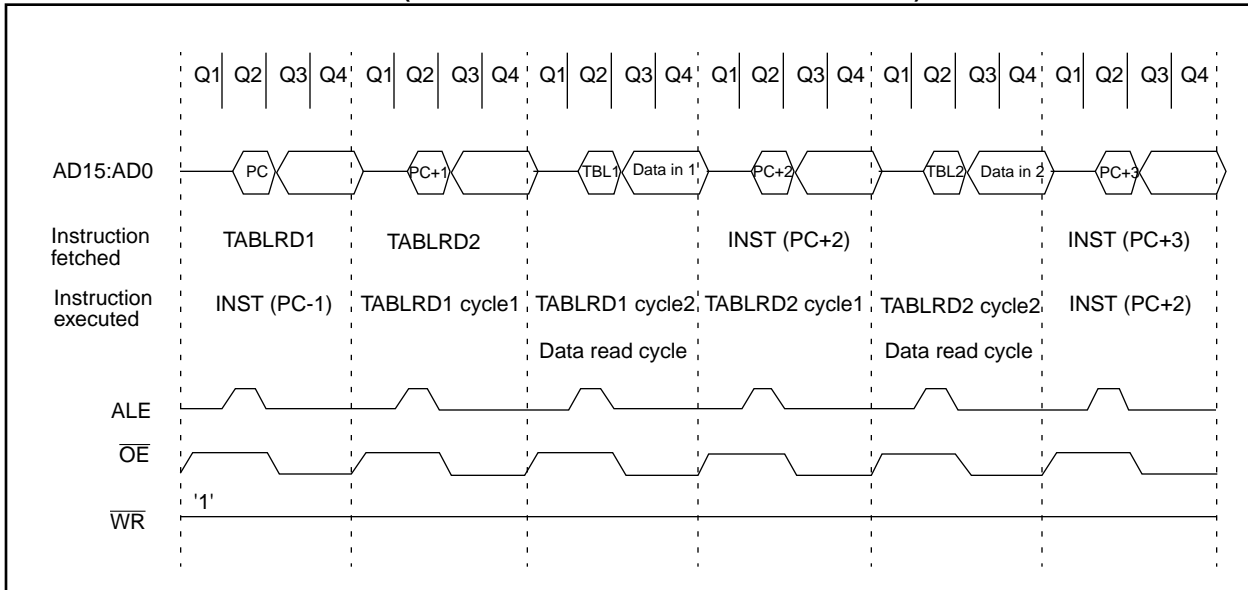 Q1 Q2 Q3 Q4 Q1 Q2 Q3 Q4 Q1 Q2 Q3 Q4 Q1 Q2 Q3 Q4 Q1 Q2 Q3 Q4 Q1 Q2 Q3 Q4
AD15:AD0 PC PC+1 TBL1 Data in 1 PC+2 TBL2 Data in 2 PC+3
Instruction
fetched
TABLRD1 TABLRD2 INST (PC+2) INST (PC+3)
Instruction
executed
INST (PC-1) TABLRD1 cycle1 TABLRD1 cycle2 TABLRD2 cycle1 TABLRD2 cycle2 INST (PC+2)
Data read cycle Data read cycle
ALE
OE
'1'
WR